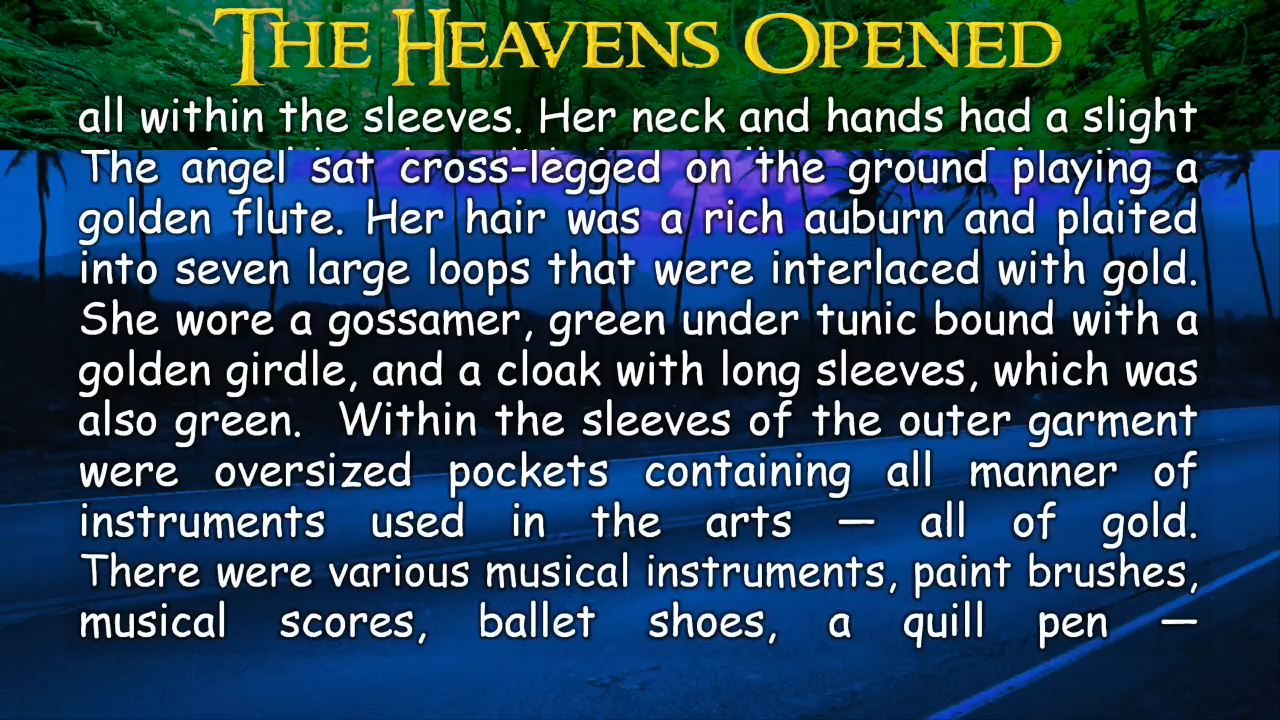 THE HEAVENS OPENED
all within the sleeves. Her neck and hands had a slight
The angel sat cross-legged on the ground playing a
golden flute. Her hair was a rich auburn and plaited
into seven large loops that were interlaced with gold.
She wore a gossamer, green under tunic bound with a
golden girdle, and a cloak with long sleeves, which was
also green.  Within the sleeves of the outer garment
were oversized pockets containing all manner of
instruments used in the arts — all of gold.
There were various musical instruments, paint brushes,
musical scores, ballet shoes, a quill pen —